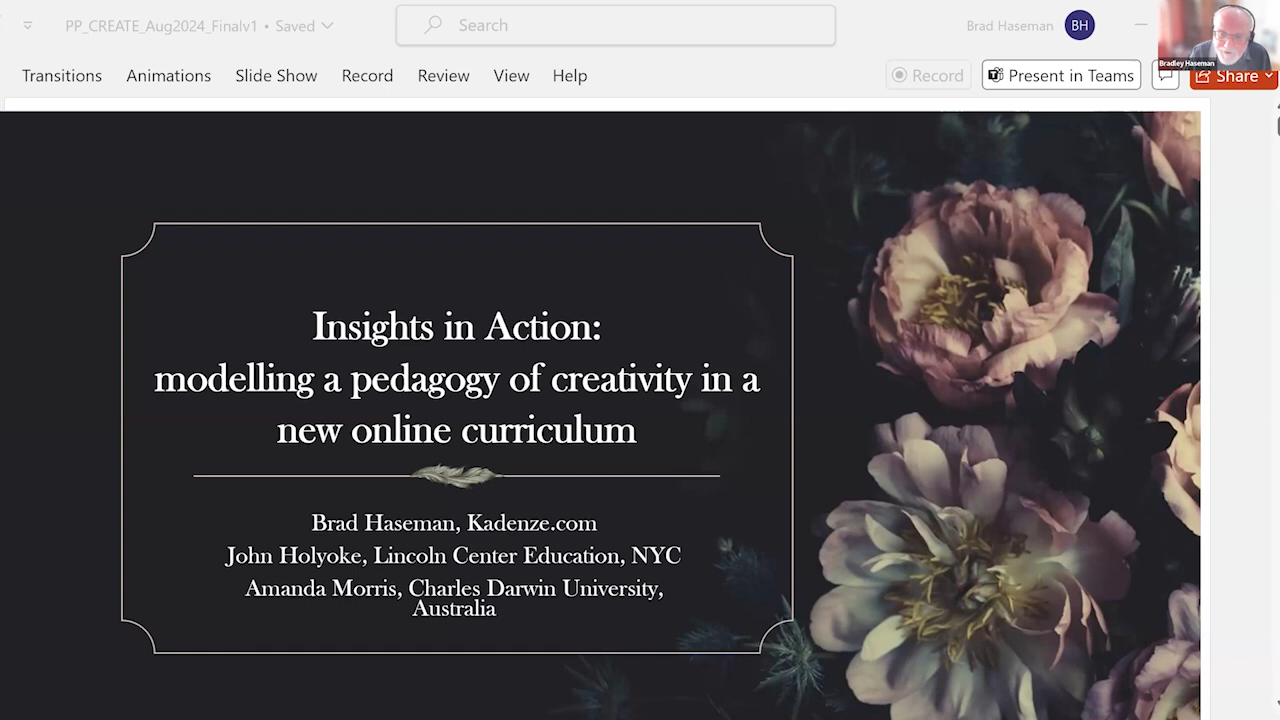 PP_CREATE_Aug2024_Finalv1 • Saved
Search
Brad Haseman
BH
Bradley Haseman
Transitions
Animations
Slide Show
Record
Review
View
Help
Record
Present in Teams
Share
Insights in Action:
modelling a pedagogy of creativity in a
new online curriculum
Brad Haseman, Kadenze.com
John Holyoke, Lincoln Center Education, NYC
Amanda Morris, Charles Darwin University,
Australia